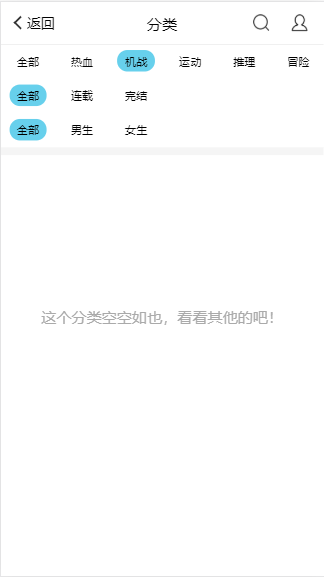 返回 分类
全部 热血 机战 运动 推理 冒险
全部 连载 完结
全部 男生 女生
这个分类空空如也，看看其他的吧！